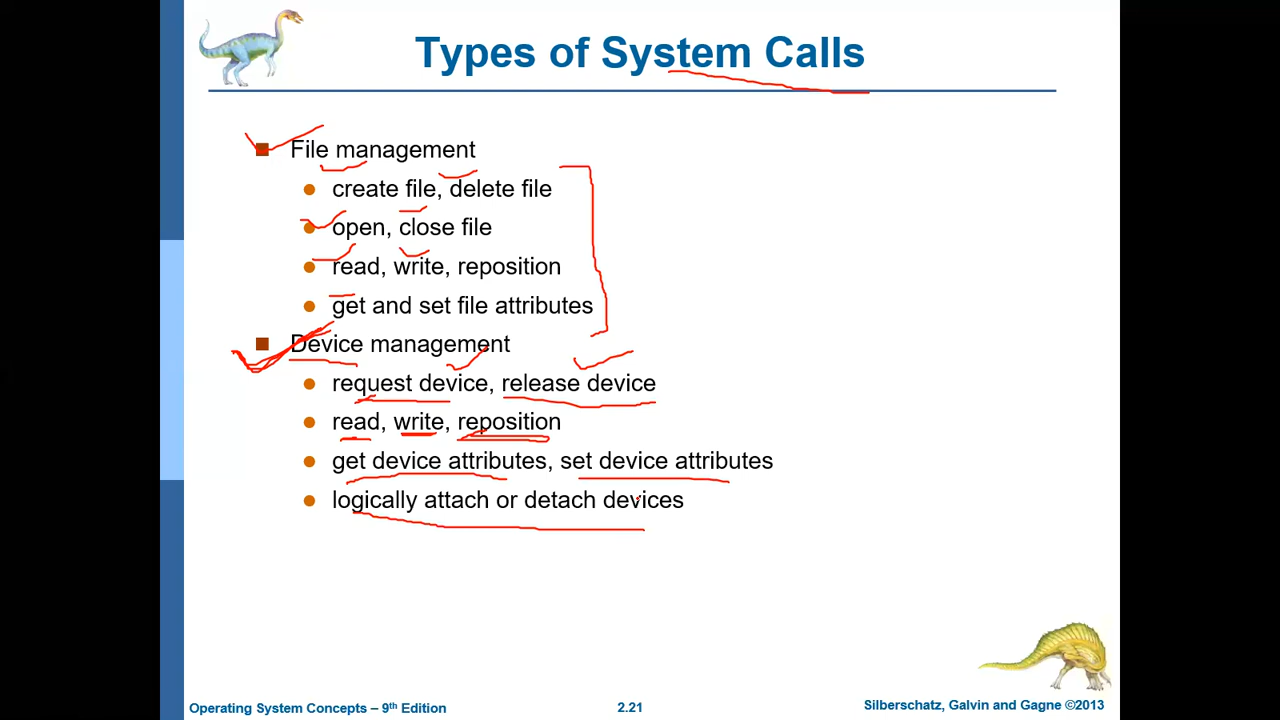 Types of System Calls
File management
create file, delete file
open, close file
read, write, reposition
get and set file attributes
Device management
request device, release device
read, write, reposition
get device attributes, set device attributes
logically attach or detach devices
Operating System Concepts – 9th Edition
2.21
Silberschatz, Galvin and Gagne ©2013